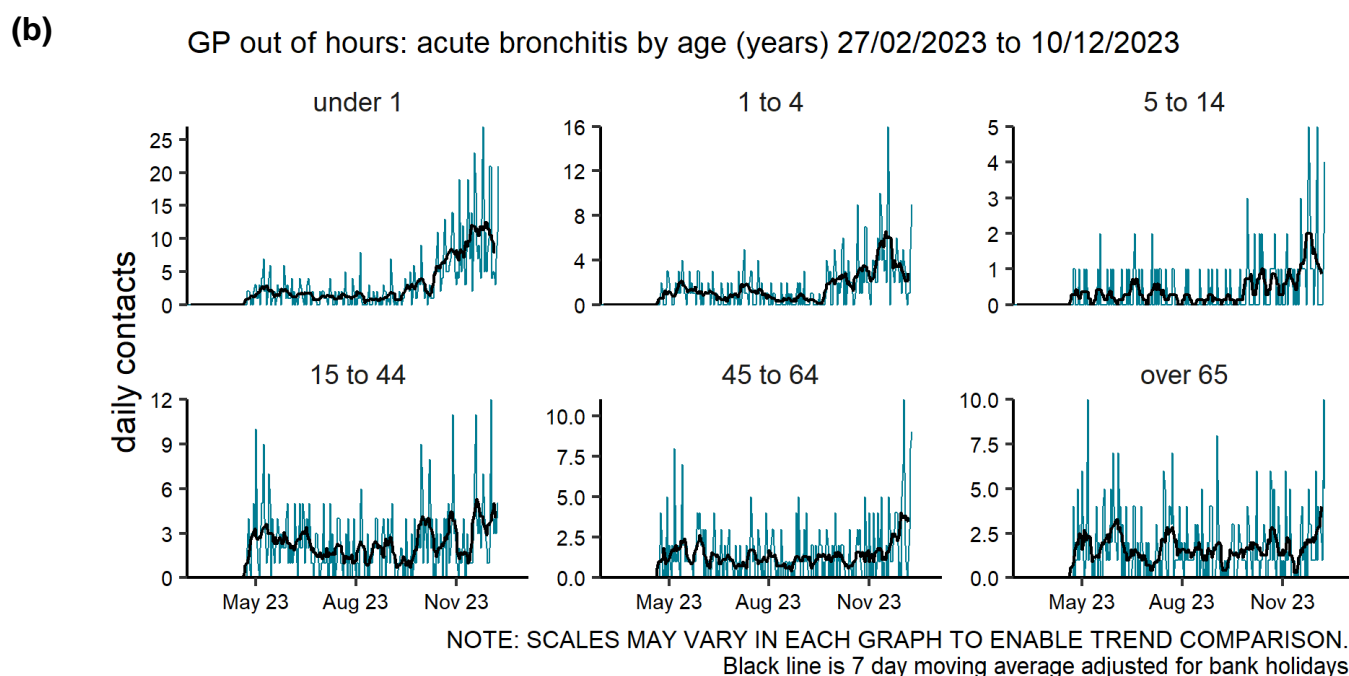 (b)
GP out of hours: acute bronchitis by age (years) 27/02/2023 to 10/12/2023
daily contacts
under 1
25
20
15
10
5
0
1 to 4
16
12
8
4
0
5 to 14
5
4
3
2
1
0
15 to 44
12
9
6
3
0
May 23 Aug 23 Nov 23
45 to 64
10.0
7.5
5.0
2.5
0.0
May 23 Aug 23 Nov 23
over 65
10.0
7.5
5.0
2.5
0.0
May 23 Aug 23 Nov 23
NOTE: SCALES MAY VARY IN EACH GRAPH TO ENABLE TREND COMPARISON.
Black line is 7 day moving average adjusted for bank holidays